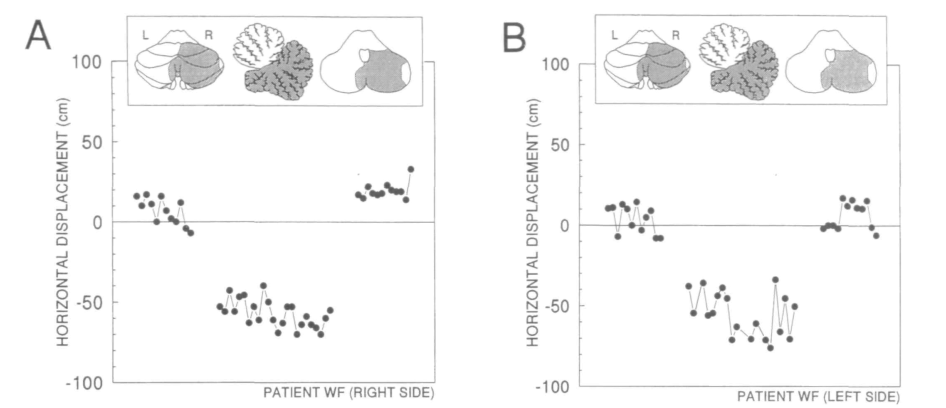 A
L R
HORIZONTAL DISPLACEMENT (cm)
100
50
0
-50
-100
PATIENT WF (RIGHT SIDE)
B
L R
HORIZONTAL DISPLACEMENT (cm)
100
50
0
-50
-100
PATIENT WF (LEFT SIDE)